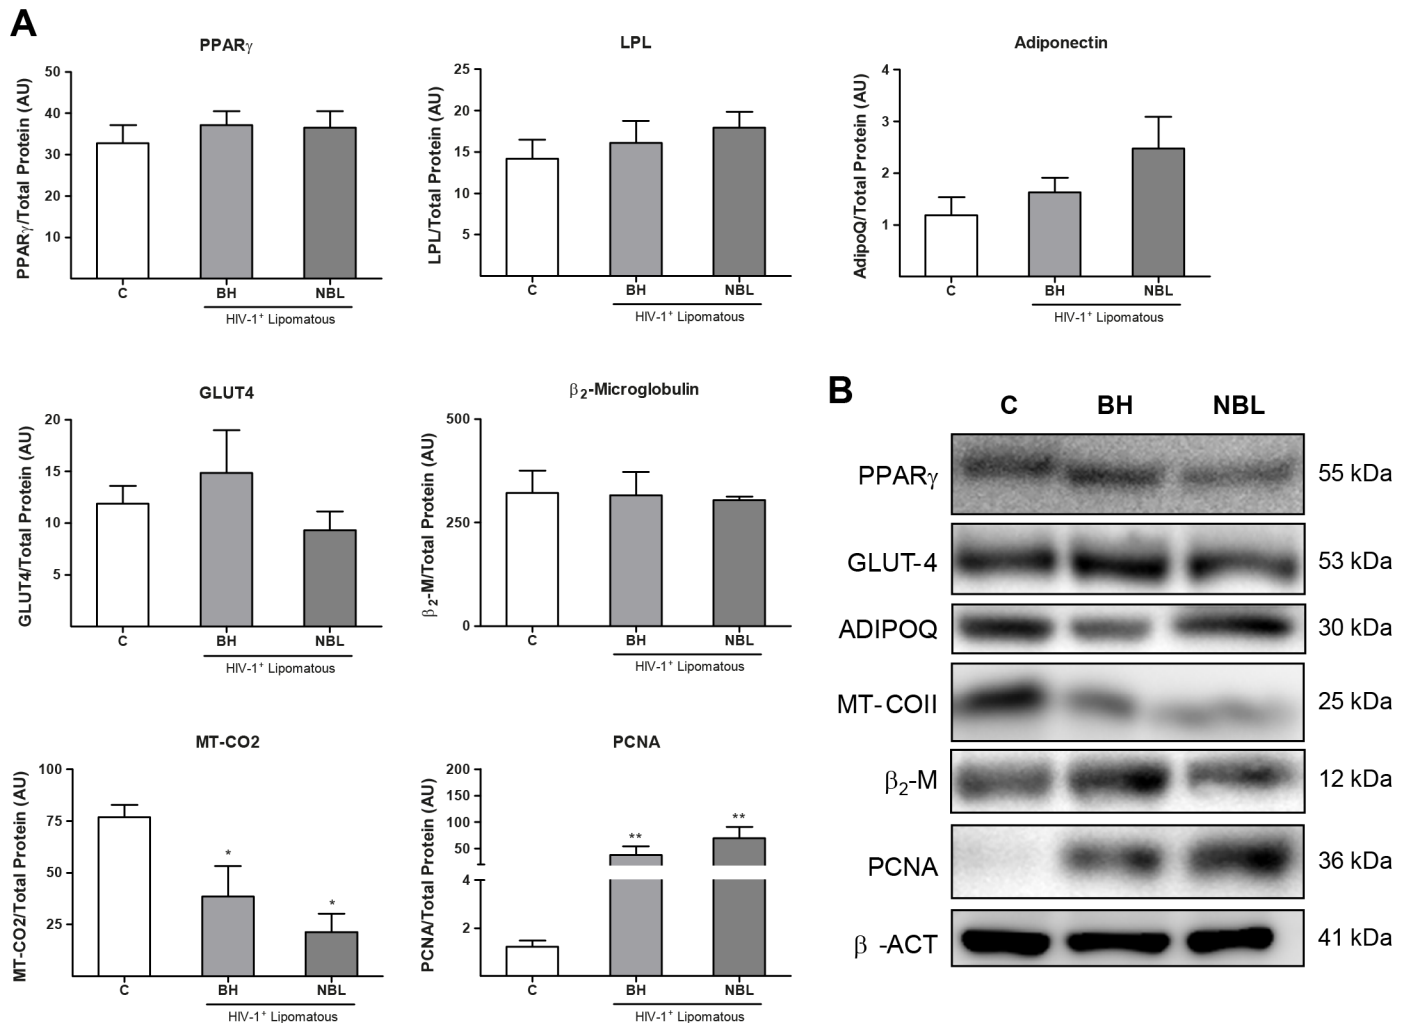 A
PPARγ
PPARγ/Total Protein (AU)
50
40
30
20
10
C
BH
NBL
HIV-1+ Lipomatous
LPL
LPL/Total Protein (AU)
25
20
15
10
5
C
BH
NBL
HIV-1+ Lipomatous
Adiponectin
AdipoQ/Total Protein (AU)
4
3
2
1
C
BH
NBL
HIV-1+ Lipomatous
GLUT4
GLUT4/Total Protein (AU)
20
15
10
5
C
BH
NBL
HIV-1+ Lipomatous
β2-Microglobulin
β2-M/Total Protein (AU)
500
250
0
C
BH
NBL
HIV-1+ Lipomatous
MT-CO2
MT-CO2/Total Protein (AU)
100
75
50
25
*
*
C
BH
NBL
HIV-1+ Lipomatous
PCNA
PCNA/Total Protein (AU)
200
150
100
50
4
2
**
**
C
BH
NBL
HIV-1+ Lipomatous
B
C BH NBL
PPARγ 55 kDa
GLUT-4 53 kDa
ADIPOQ 30 kDa
MT-COII 25 kDa
β2-M 12 kDa
PCNA 36 kDa
β -ACT 41 kDa